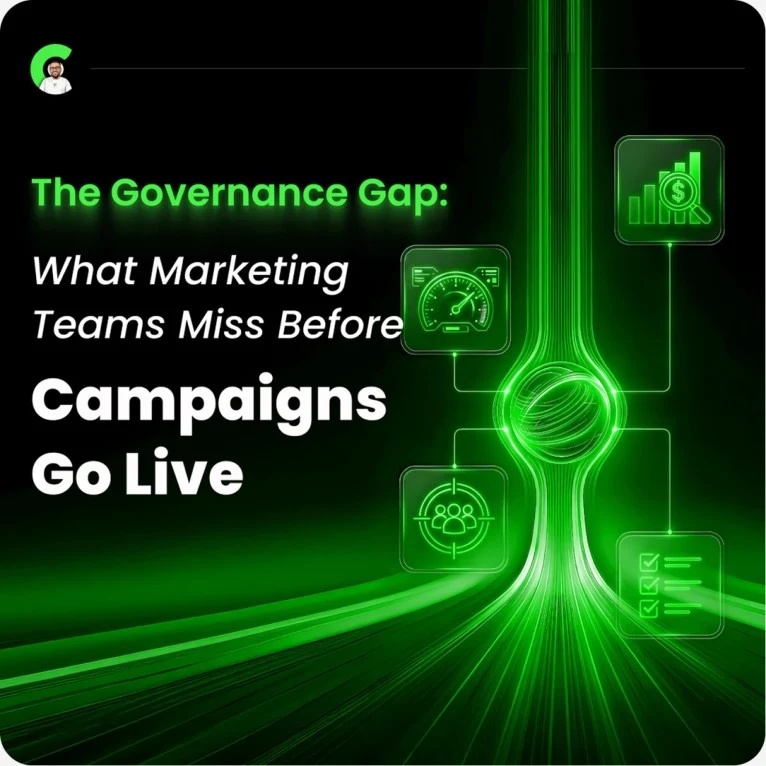 The Governance Gap:
What Marketing
Teams Miss Before
Campaigns
Go Live